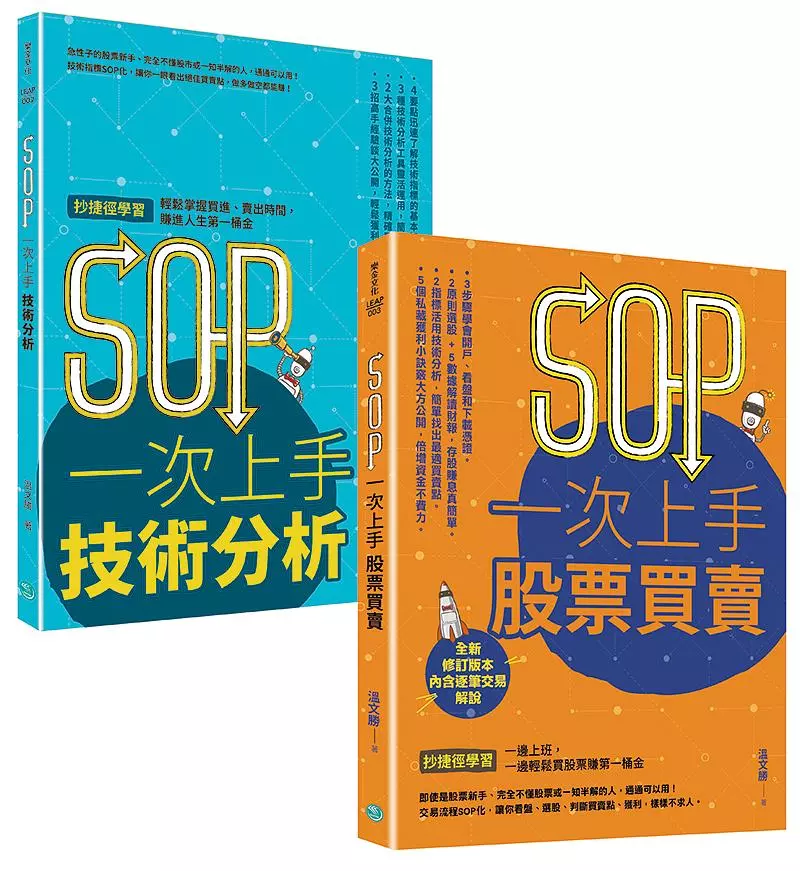 樂金文化
LEAP
002
SOP
一次上手 技術分析
溫文勝 著
急性子的股票新手、完全不懂股市或一知半解的人，通通可以用！
技術指標SOP化，讓你一眼看出絕佳買賣點，做多做空都能賺！
• 4要點迅速了解技術指標的基本
• 3種技術分析工具靈活運用，簡
• 2大合併技術分析的方法，精確
• 3招高手經驗談大公開，輕鬆獲利
抄捷徑學習
輕鬆掌握買進、賣出時間，
賺進人生第一桶金
SOP
一次上手
技術分析
樂金文化
LEAP
003
SOP
一次上手 股票買賣
溫文勝 著
• 3步驟學會開戶、看盤和下載憑證。
• 2原則選股+5數據解讀財報，存股賺息真簡單。
• 2指標活用技術分析，簡單找出最適買賣點。
• 5個私藏獲利小訣竅大方公開，倍增資金不費力。
SOP
一次上手
股票買賣
全新
修訂版本
內含逐筆交易
解說
抄捷徑學習
一邊上班，
一邊輕鬆買股票賺第一桶金
溫文勝 著
即使是股票新手、完全不懂股票或一知半解的人，通通可以用！
交易流程SOP化，讓你看盤、選股、判斷買賣點、獲利，樣樣不求人。